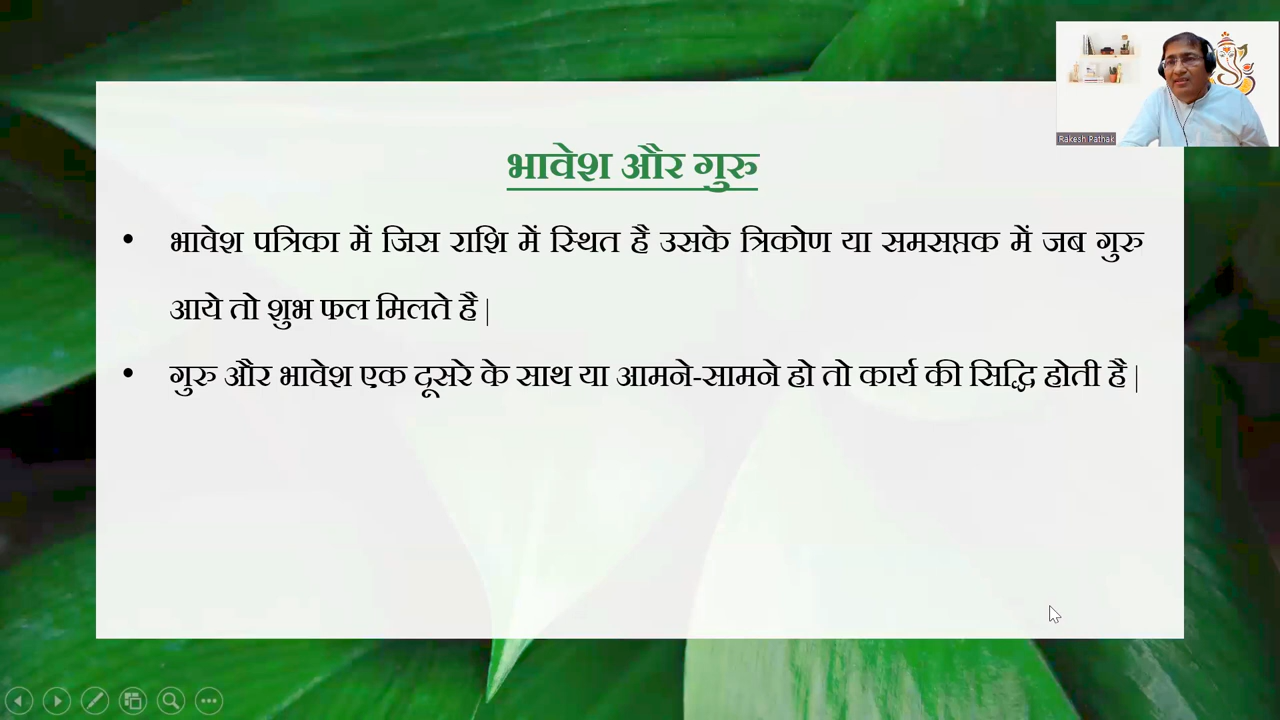 Rakesh Pathak
भावेश और गुरु
• भावेश पत्रिका में जिस राशि में स्थित है उसके त्रिकोण या समसप्तक में जब गुरु
आये तो शुभ फल मिलते है |
• गुरु और भावेश एक दूसरे के साथ या आमने-सामने हो तो कार्य की सिद्धि होती है |